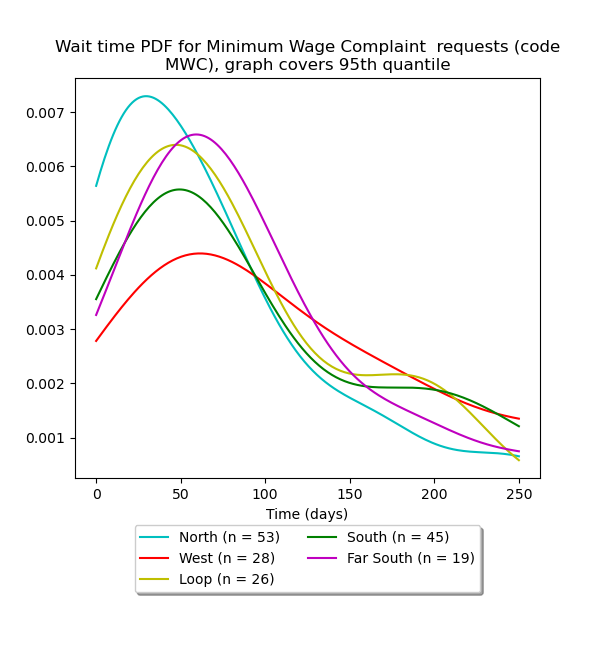 Wait time PDF for Minimum Wage Complaint  requests (code
MWC), graph covers 95th quantile
0.007
0.006
0.005
0.004
0.003
0.002
0.001
0 50 100 150 200 250
Time (days)
North (n = 53) South (n = 45)
West (n = 28) Far South (n = 19)
Loop (n = 26)